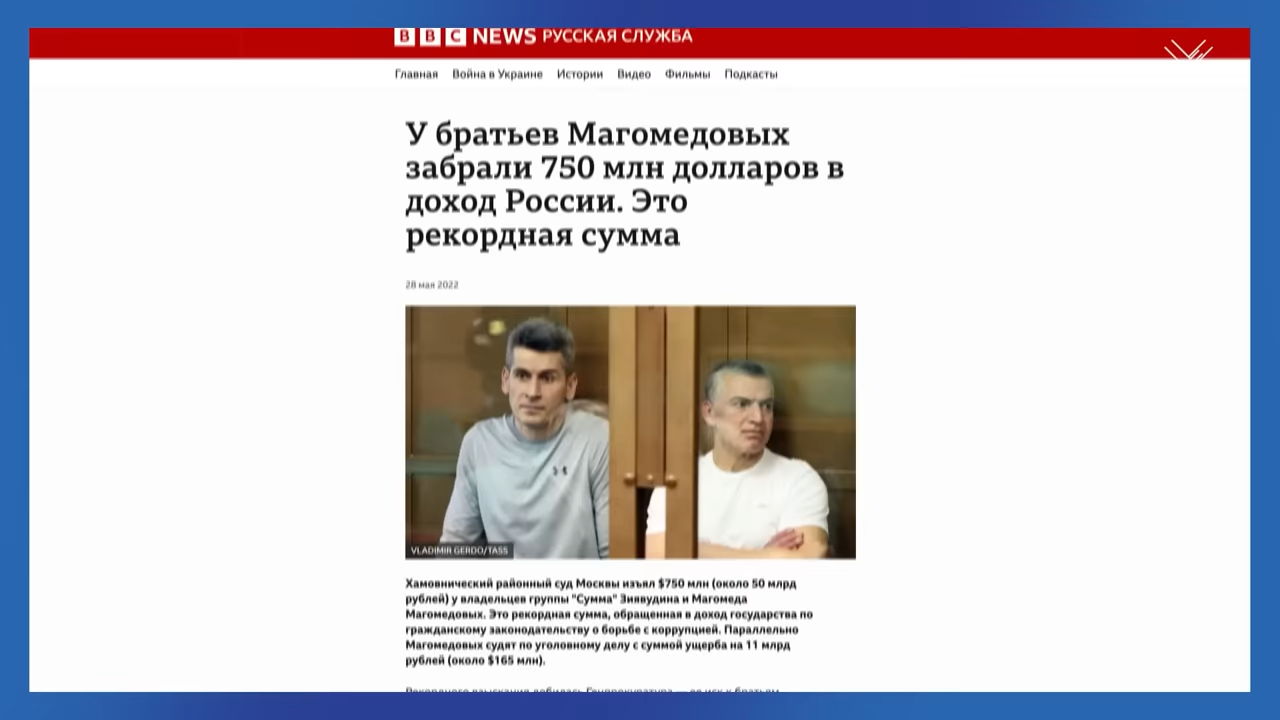 BBC NEWS РУССКАЯ СЛУЖБА
Главная Война в Украине Истории Видео Фильмы Подкасты
У братьев Магомедовых
забрали 750 млн долларов в
доход России. Это
рекордная сумма
28 мая 2022
VLADIMIR GERDO/TASS
Хамовнический районный суд Москвы изъял $750 млн (около 50 млрд
рублей) у владельцев группы "Сумма" Зиявудина и Магомеда
Магомедовых. Это рекордная сумма, обращенная в доход государства по
гражданскому законодательству о борьбе с коррупцией. Параллельно
Магомедовых судят по уголовному делу с суммой ущерба на 11 млрд
рублей (около $165 млн).